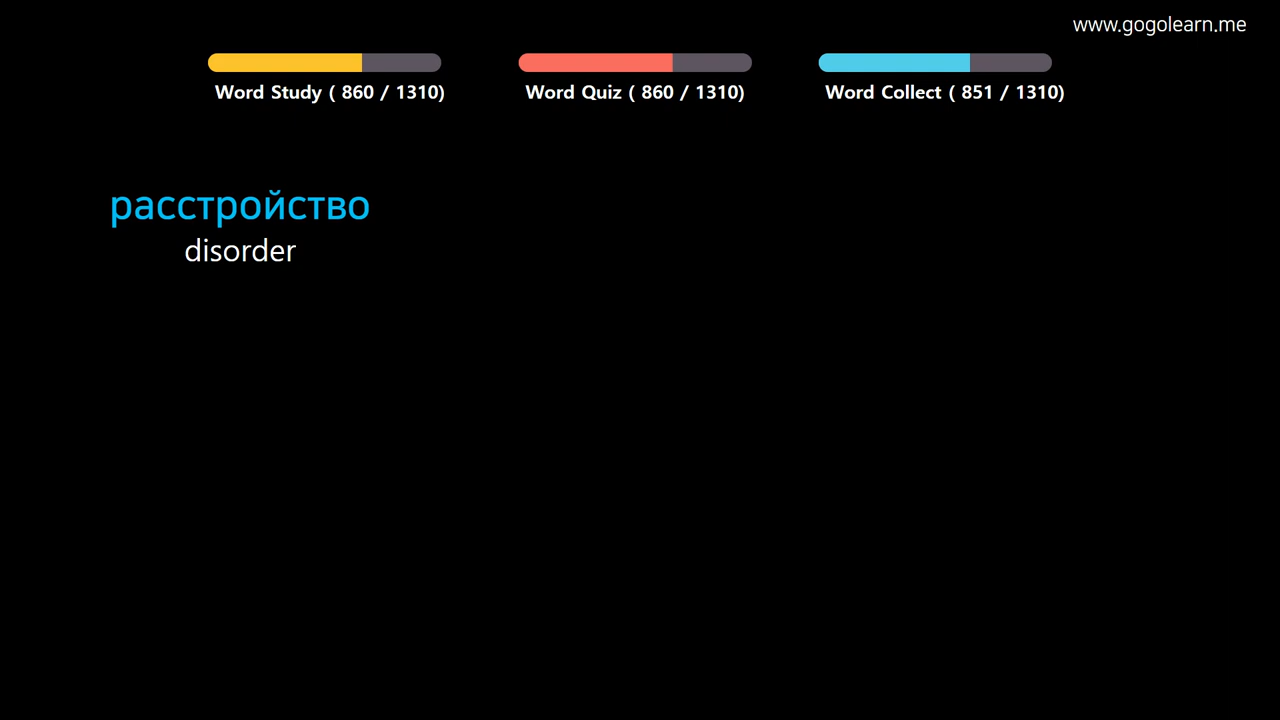 www.gogolearn.me
Word Study ( 860 / 1310)
Word Quiz ( 860 / 1310)
Word Collect ( 851 / 1310)
расстройство
disorder